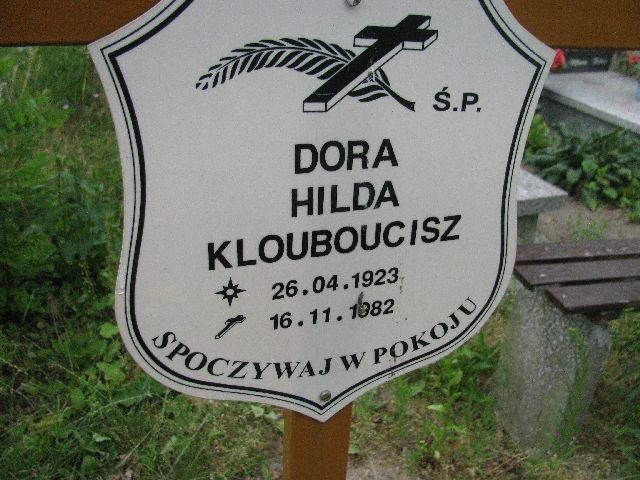 Ś.P.
DORA
HILDA
KLOUBOUCISZ
26.04.1923
16.11.1982
SPOCZYWAJ W POKOJU